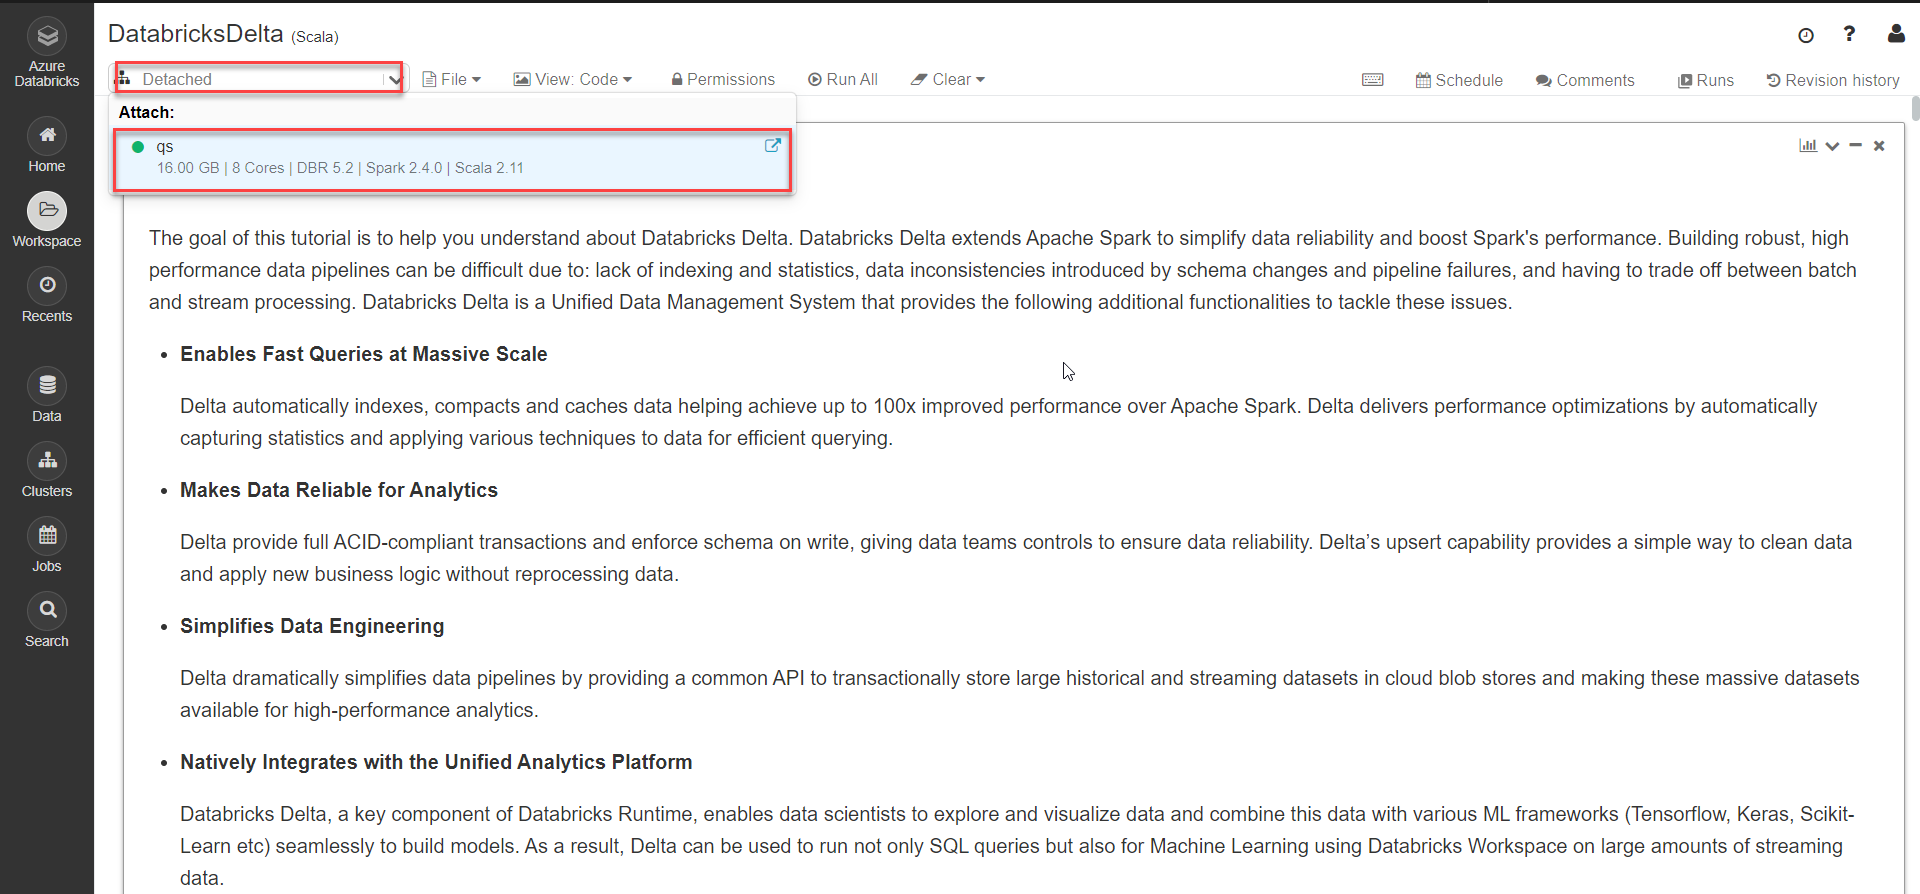 DatabricksDelta (Scala)
Azure
Databricks
Home
Workspace
Recents
Data
Clusters
Jobs
Search
Detached
File
View: Code
Permissions
Run All
Clear
Schedule
Comments
Runs
Revision history
Attach:
qs
16.00 GB | 8 Cores | DBR 5.2 | Spark 2.4.0 | Scala 2.11
The goal of this tutorial is to help you understand about Databricks Delta. Databricks Delta extends Apache Spark to simplify data reliability and boost Spark's performance. Building robust, high
performance data pipelines can be difficult due to: lack of indexing and statistics, data inconsistencies introduced by schema changes and pipeline failures, and having to trade off between batch
and stream processing. Databricks Delta is a Unified Data Management System that provides the following additional functionalities to tackle these issues.
• Enables Fast Queries at Massive Scale
Delta automatically indexes, compacts and caches data helping achieve up to 100x improved performance over Apache Spark. Delta delivers performance optimizations by automatically
capturing statistics and applying various techniques to data for efficient querying.
• Makes Data Reliable for Analytics
Delta provide full ACID-compliant transactions and enforce schema on write, giving data teams controls to ensure data reliability. Delta’s upsert capability provides a simple way to clean data
and apply new business logic without reprocessing data.
• Simplifies Data Engineering
Delta dramatically simplifies data pipelines by providing a common API to transactionally store large historical and streaming datasets in cloud blob stores and making these massive datasets
available for high-performance analytics.
• Natively Integrates with the Unified Analytics Platform
Databricks Delta, a key component of Databricks Runtime, enables data scientists to explore and visualize data and combine this data with various ML frameworks (Tensorflow, Keras, Scikit-
Learn etc) seamlessly to build models. As a result, Delta can be used to run not only SQL queries but also for Machine Learning using Databricks Workspace on large amounts of streaming
data.